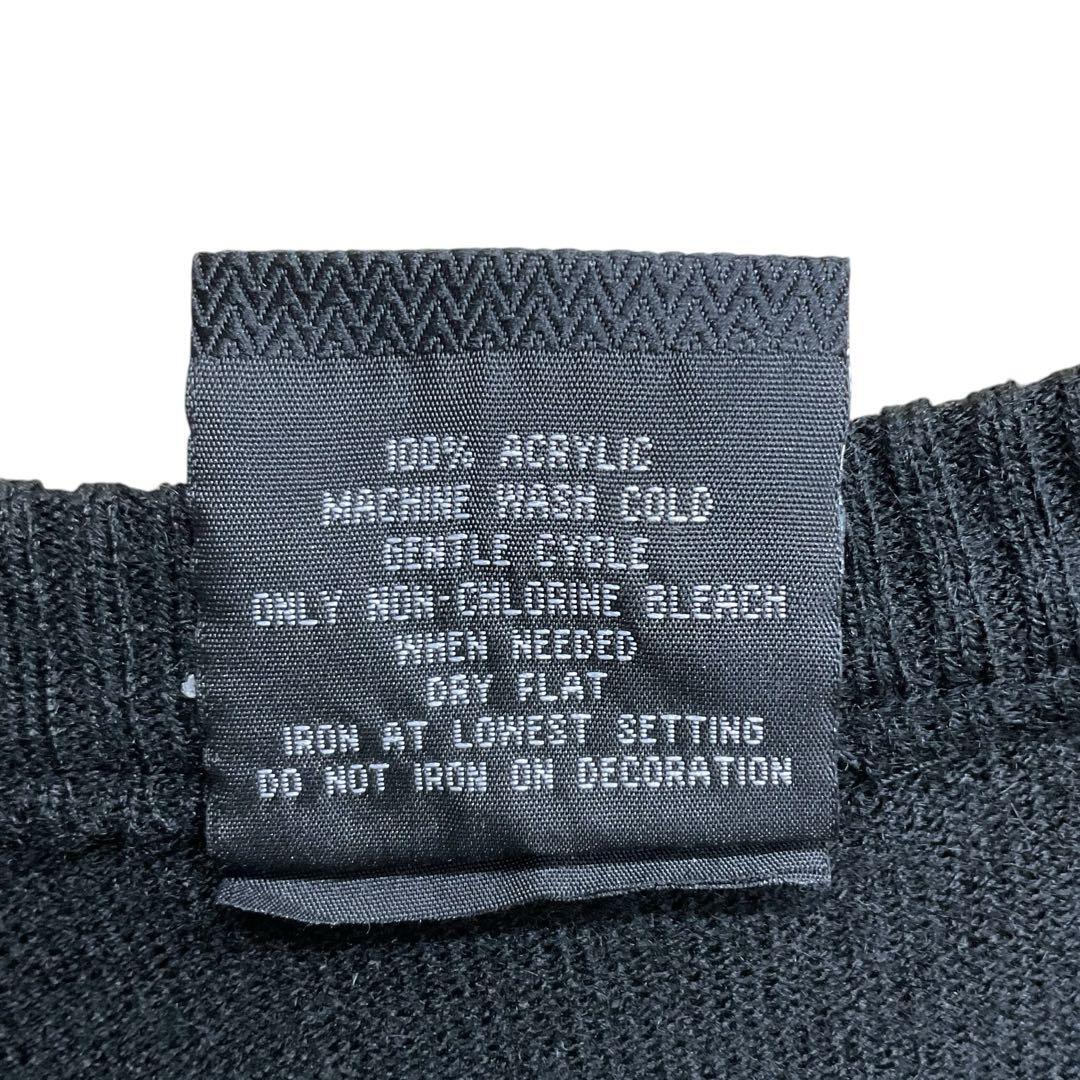 100% ACRYLIC
MACHINE WASH COLD
GENTLE CYCLE
ONLY NON-CHLORINE BLEACH
WHEN NEEDED
DRY FLAT
IRON AT LOWEST SETTING
DO NOT IRON ON DECORATION